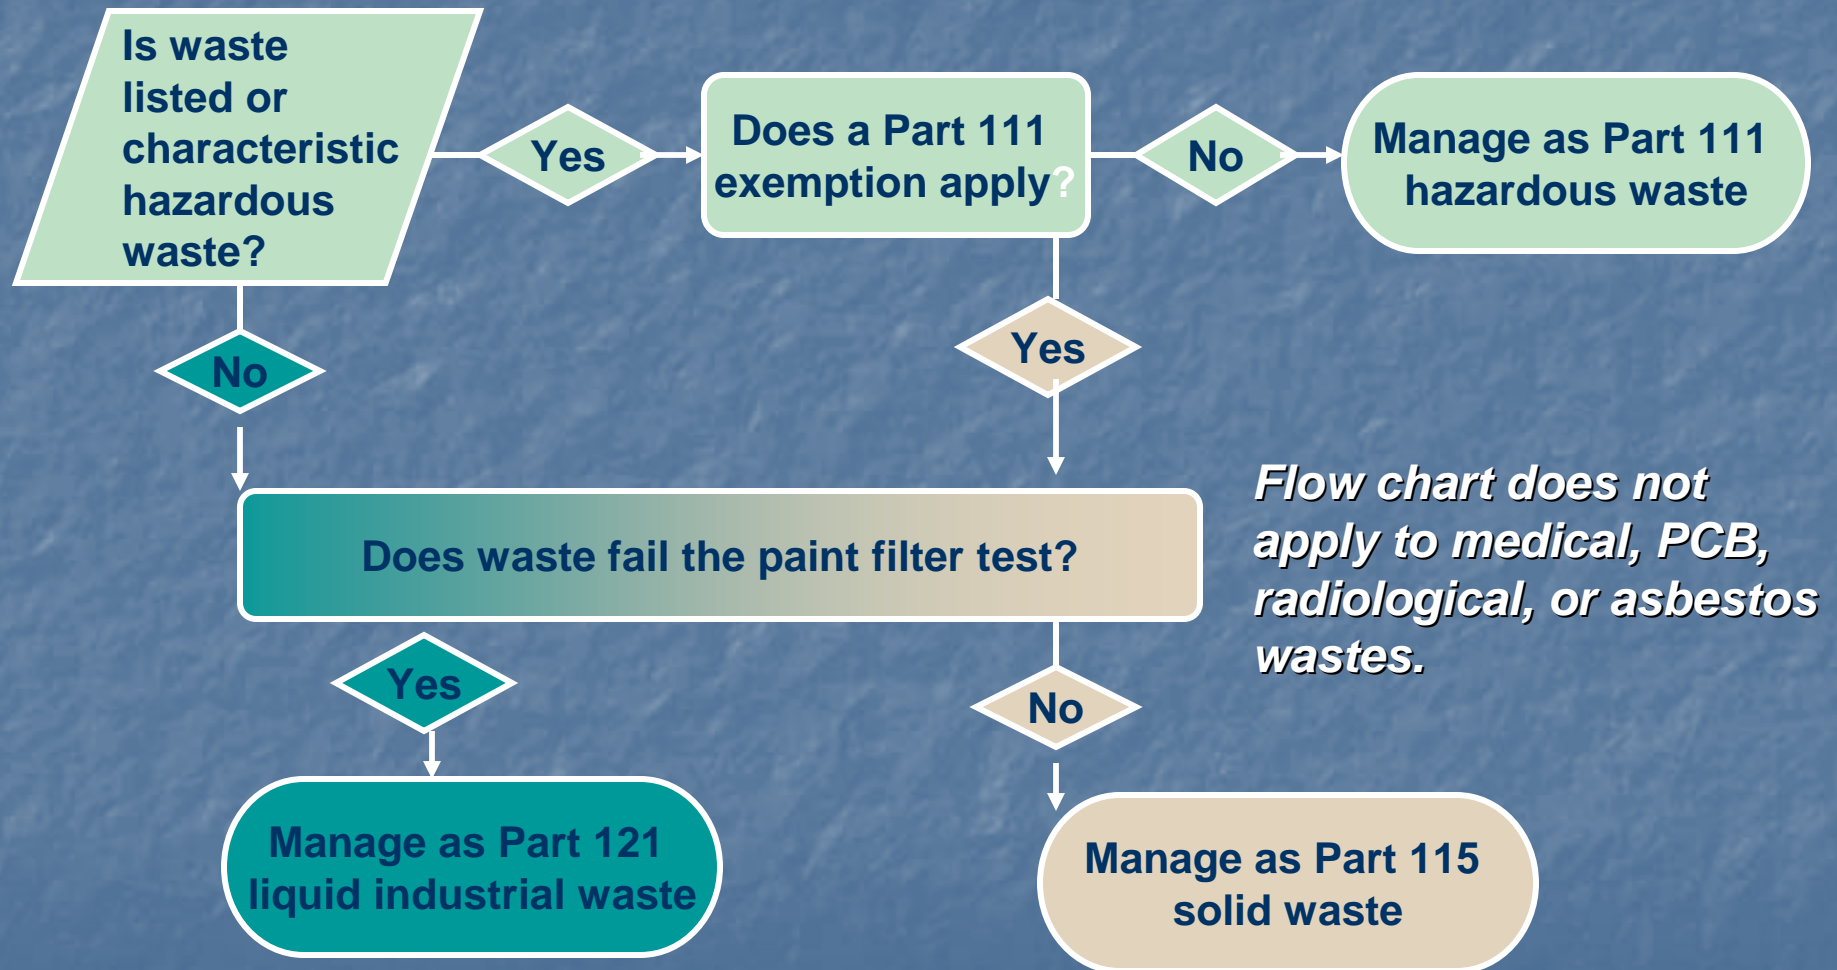 Is waste
listed or
characteristic
hazardous
waste?
Yes
Does a Part 111
exemption apply?
No
Manage as Part 111
hazardous waste
No
Yes
Does waste fail the paint filter test?
Flow chart does not
apply to medical, PCB,
radiological, or asbestos
wastes.
Yes
No
Manage as Part 121
liquid industrial waste
Manage as Part 115
solid waste